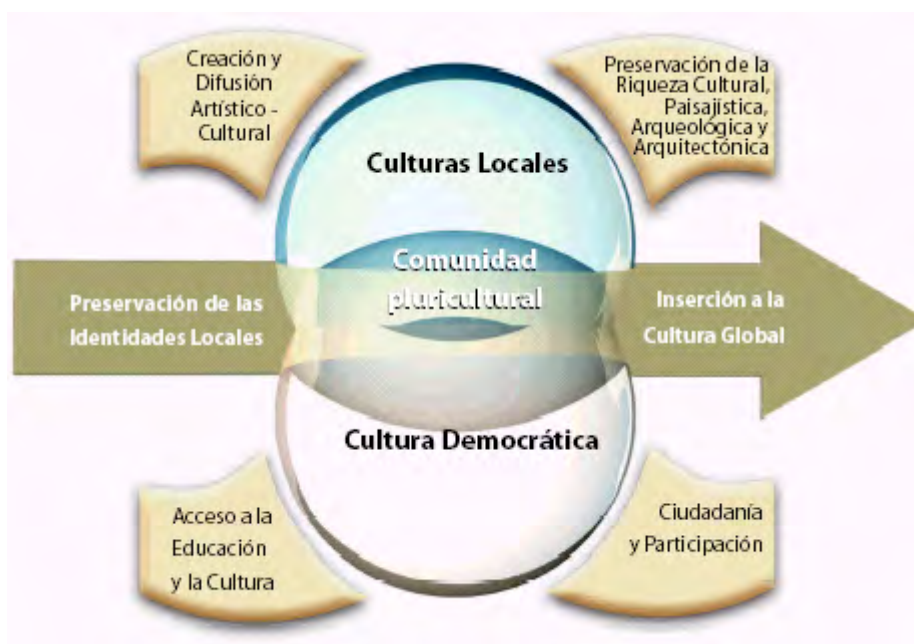 Creación y
Difusión
Artístico -
Cultural
Preservación de la
Riqueza Cultural,
Paisajística,
Arqueológica y
Arquitectónica
Culturas Locales
Comunidad
pluricultural
Preservación de las
Identidades Locales
Inserción a la
Cultura Global
Cultura Democrática
Acceso a la
Educación
y la Cultura
Ciudadanía
y Participación